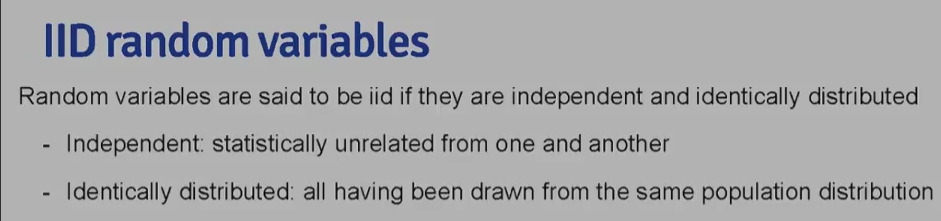 IID random variables
Random variables are said to be iid if they are independent and identically distributed
- Independent: statistically unrelated from one and another
- Identically distributed: all having been drawn from the same population distribution